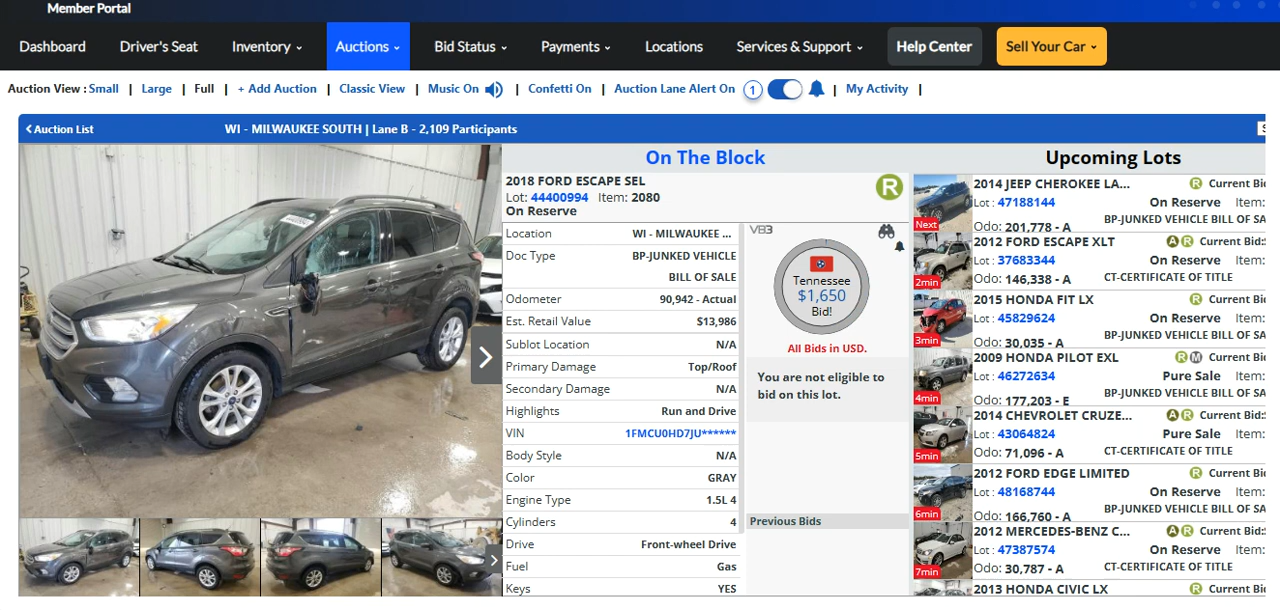 Member Portal
Dashboard Driver's Seat Inventory Auctions Bid Status Payments Locations Services & Support Help Center Sell Your Car
Auction View : Small | Large | Full | + Add Auction | Classic View | Music On | Confetti On | Auction Lane Alert On 1 | My Activity |
Auction List WI - MILWAUKEE SOUTH | Lane B - 2,109 Participants
On The Block
2018 FORD ESCAPE SEL
Lot: 44400994 Item: 2080
On Reserve
R
Location WI - MILWAUKEE ...
Doc Type BP-JUNKED VEHICLE
BILL OF SALE
Odometer 90,942 - Actual
Est. Retail Value $13,986
Sublot Location N/A
Primary Damage Top/Roof
Secondary Damage N/A
Highlights Run and Drive
VIN 1FMCU0HD7JU******
Body Style N/A
Color GRAY
Engine Type 1.5L 4
Cylinders 4
Drive Front-wheel Drive
Fuel Gas
Keys YES
VB3
Tennessee
$1,650
Bid!
All Bids in USD.
You are not eligible to
bid on this lot.
Previous Bids
Upcoming Lots
2014 JEEP CHEROKEE LA... R Current Bi
Lot : 47188144 On Reserve Item:
BP-JUNKED VEHICLE BILL OF SA
Next Odo: 201,778 - A
2012 FORD ESCAPE XLT A R Current Bid:
Lot : 37683344 On Reserve Item:
2min Odo: 146,338 - A CT-CERTIFICATE OF TITLE
2015 HONDA FIT LX R Current Bi
Lot : 45829624 On Reserve Item:
BP-JUNKED VEHICLE BILL OF SA
3min Odo: 30,035 - A
2009 HONDA PILOT EXL R M Current Bi
Lot : 46272634 Pure Sale Item:
BP-JUNKED VEHICLE BILL OF SA
4min Odo: 177,203 - E
2014 CHEVROLET CRUZE... A R Current Bid:
Lot : 43064824 Pure Sale Item:
5min Odo: 71,096 - A CT-CERTIFICATE OF TITLE
2012 FORD EDGE LIMITED R Current Bi
Lot : 48168744 On Reserve Item:
BP-JUNKED VEHICLE BILL OF SA
6min Odo: 166,760 - A
2012 MERCEDES-BENZ C... A R Current Bid:
Lot : 47387574 On Reserve Item:
7min Odo: 30,787 - A CT-CERTIFICATE OF TITLE
2013 HONDA CIVIC LX R Current Bi